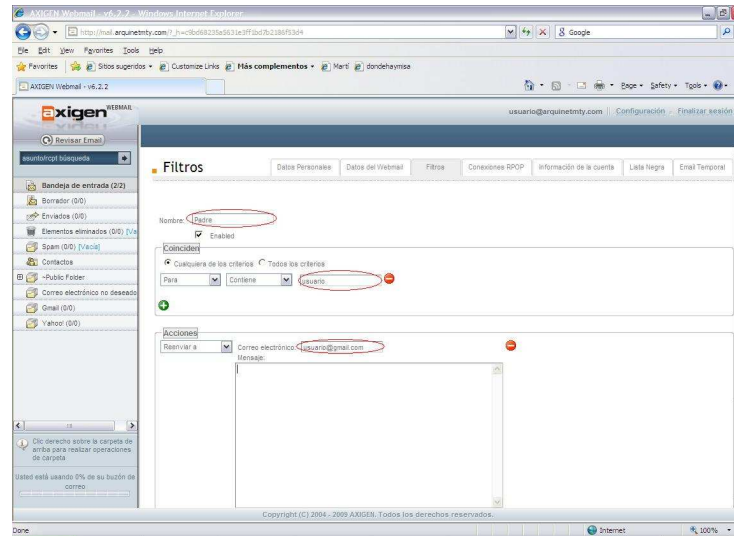 AXIGEN Webmail - v6.2.2 - Windows Internet Explorer
http://mail.arquinetmty.com/?_h=c9bd68235e5631e3ff1bd7b2186f53d4
Google
File Edit View Favorites Tools Help
Favorites Sitios sugeridos Customize Links Más complementos Martí dondehaymisa
AXIGEN Webmail - v6.2.2
Page Safety Tools
axigen WEBMAIL
usuario@arquinetmty.com Configuración Finalizar sesión
Revisar Email
asunto/rcpt búsqueda
Filtros
Datos Personales Datos del Webmail Filtros Conexiones RPOP Información de la cuenta Lista Negra Email Temporal
Bandeja de entrada (2/2)
Borrador (0/0)
Enviados (0/0)
Elementos eliminados (0/0) [Va
Spam (0/0) [Vacía]
Contactos
~Public Folder
Correo electrónico no deseado
Gmail (0/0)
Yahoo! (0/0)
Nombre: Padre
Enabled
Coinciden
Cualquiera de los criterios Todos los criterios
Para Contiene usuario
Acciones
Reenviar a Correo electrónico: usuario@gmail.com
Mensaje:
Clic derecho sobre la carpeta de
arriba para realizar operaciones
de carpeta
Usted está usando 0% de su buzón de
correo
Copyright (C) 2004 - 2009 AXIGEN. Todos los derechos reservados.
Done Internet 100%